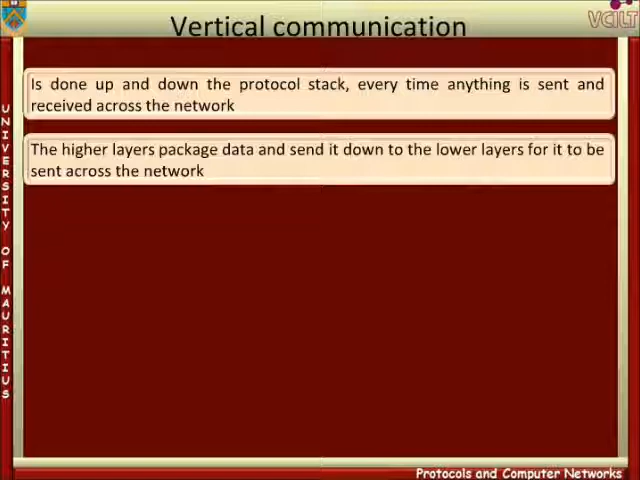 Vertical communication
VCILT
Is done up and down the protocol stack, every time anything is sent and
received across the network
The higher layers package data and send it down to the lower layers for it to be
sent across the network
UNIVERSITY OF MAURITIUS
Protocols and Computer Networks